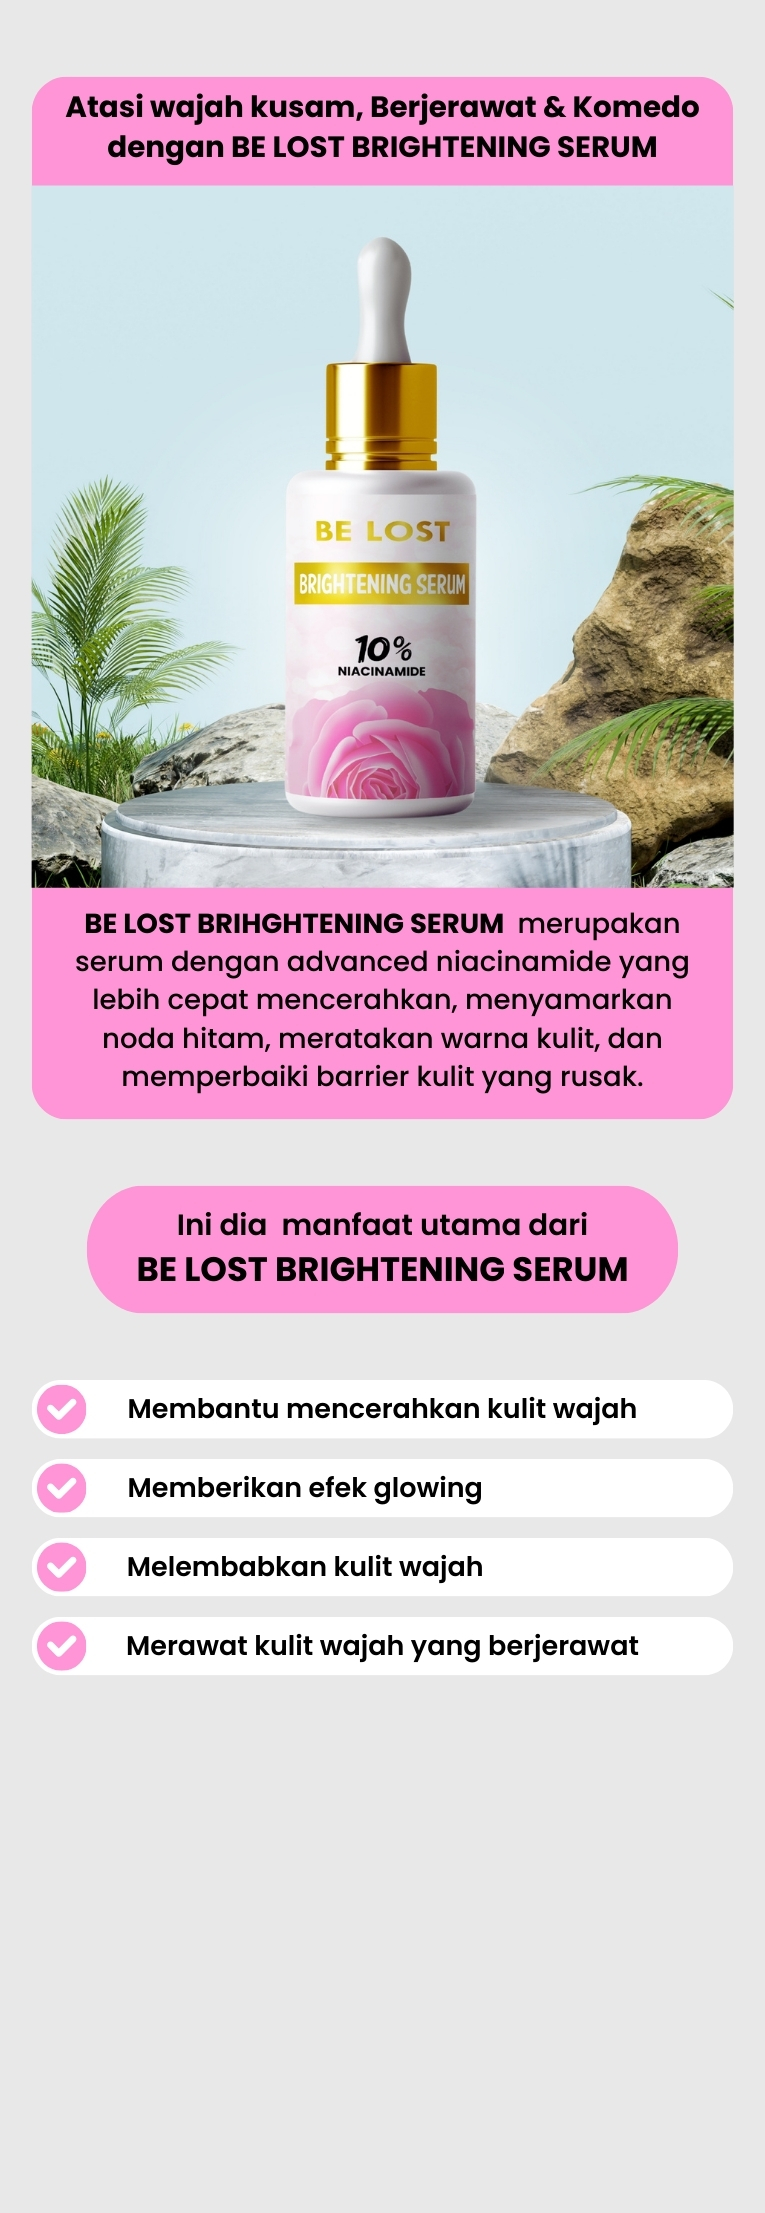 Atasi wajah kusam, Berjerawat & Komedo
dengan BE LOST BRIGHTENING SERUM
BE LOST
BRIGHTENING SERUM
10%
NIACINAMIDE
BE LOST BRIHGHTENING SERUM merupakan
serum dengan advanced niacinamide yang
lebih cepat mencerahkan, menyamarkan
noda hitam, meratakan warna kulit, dan
memperbaiki barrier kulit yang rusak.
Ini dia manfaat utama dari
BE LOST BRIGHTENING SERUM
Membantu mencerahkan kulit wajah
Memberikan efek glowing
Melembabkan kulit wajah
Merawat kulit wajah yang berjerawat